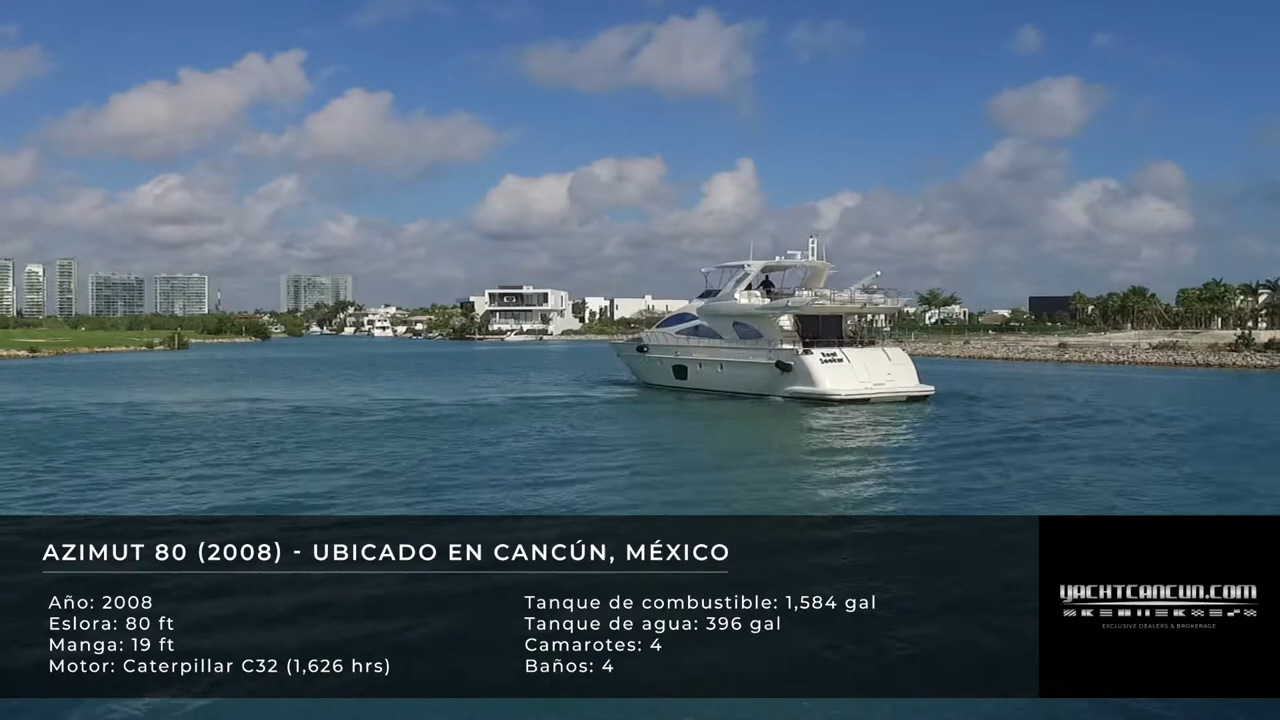 Reel
Seeker
AZIMUT 80 (2008) - UBICADO EN CANCÚN, MÉXICO
Año: 2008
Eslora: 80 ft
Manga: 19 ft
Motor: Caterpillar C32 (1,626 hrs)
Tanque de combustible: 1,584 gal
Tanque de agua: 396 gal
Camarotes: 4
Baños: 4
YACHTCANCUN.COM
EXCLUSIVE DEALERS & BROKERAGE